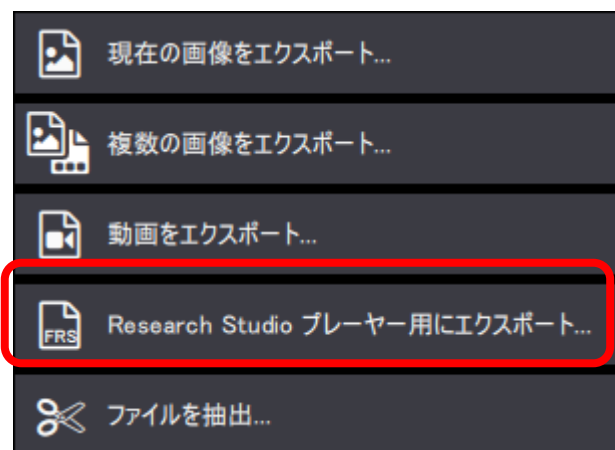 現在の画像をエクスポート...
複数の画像をエクスポート...
動画をエクスポート...
FRS
Research Studio プレーヤー用にエクスポート...
ファイルを抽出...